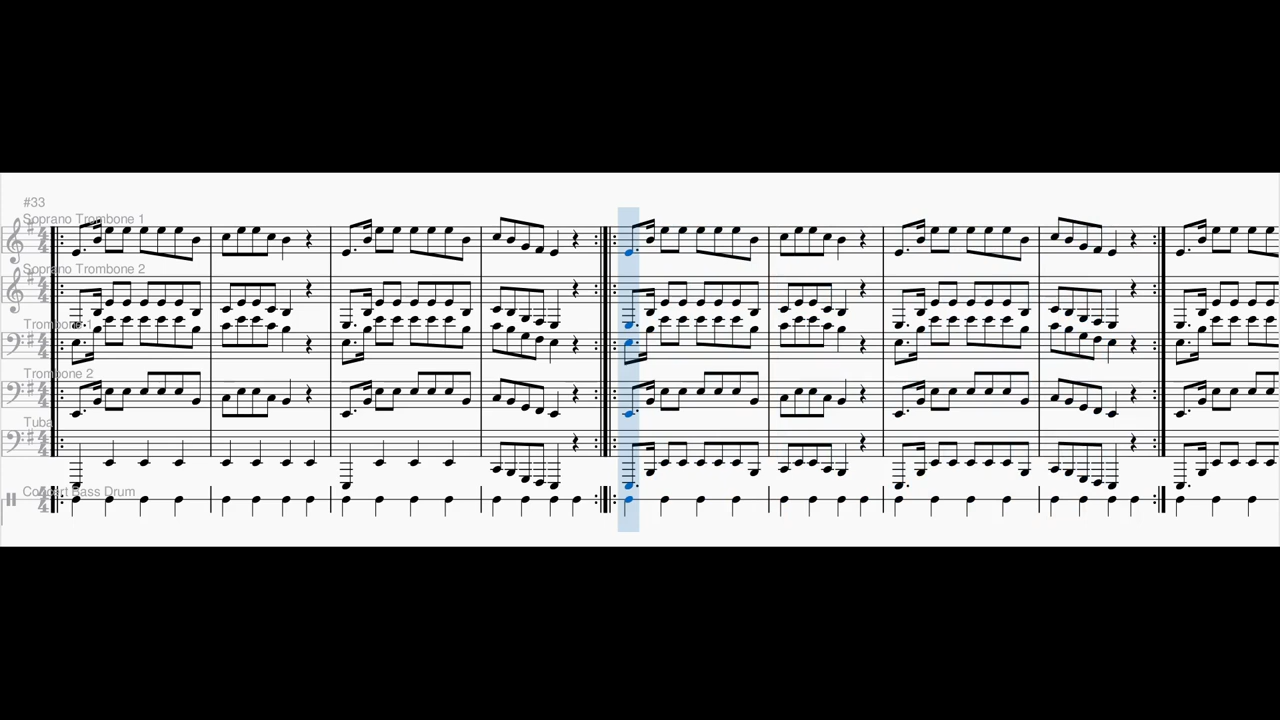 #33
Soprano Trombone 1
Soprano Trombone 2
Trombone 1
Trombone 2
Tuba
Concert Bass Drum